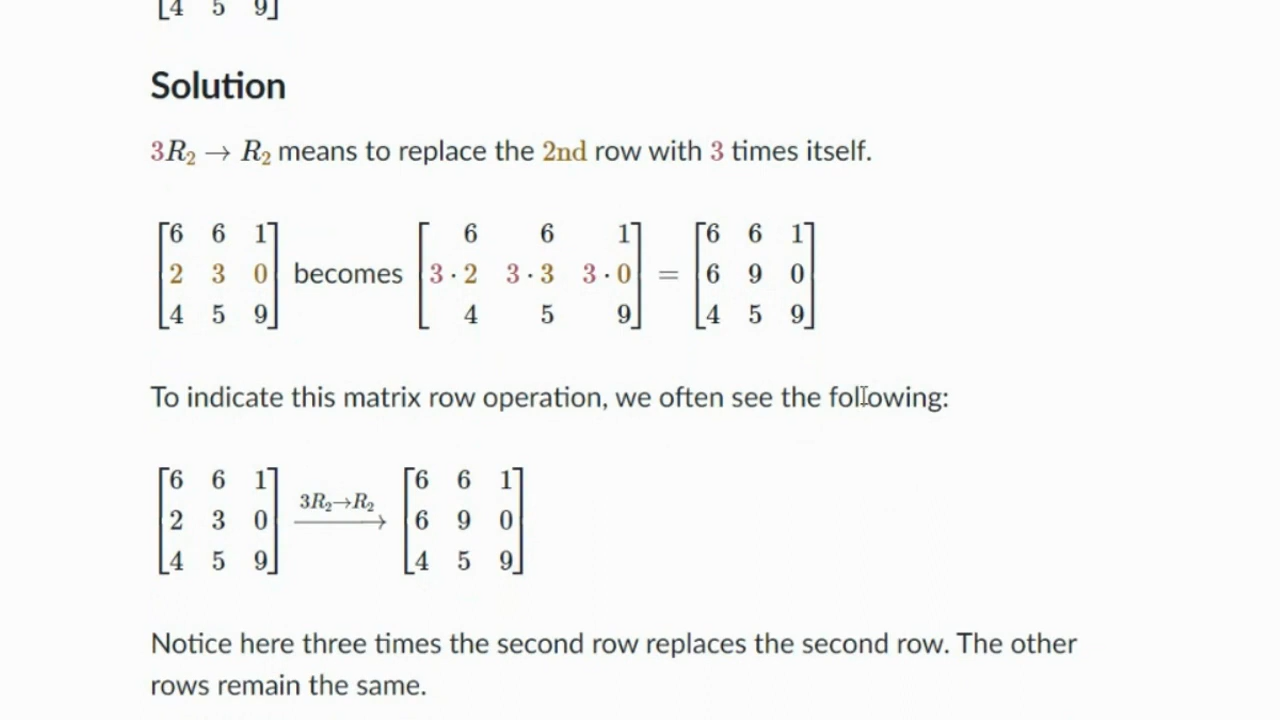 [4 5 9]
Solution
3R₂ → R₂ means to replace the 2nd row with 3 times itself.
[6 6 1] [6 6 1] [6 6 1]
[2 3 0] becomes [3 · 2 3 · 3 3 · 0] = [6 9 0]
[4 5 9] [4 5 9] [4 5 9]
To indicate this matrix row operation, we often see the following:
[6 6 1] 3R₂→R₂ [6 6 1]
[2 3 0] → [6 9 0]
[4 5 9] [4 5 9]
Notice here three times the second row replaces the second row. The other
rows remain the same.